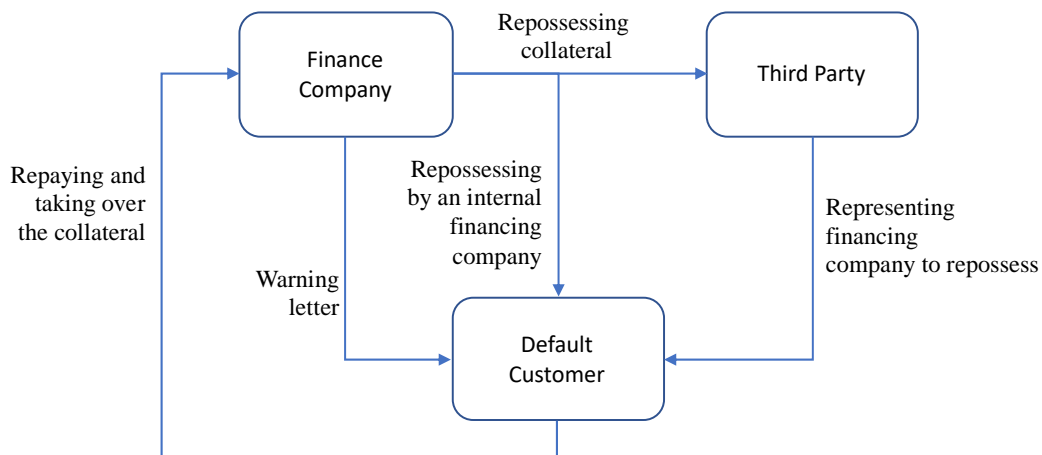 Repossessing
collateral
Finance
Company
Third Party
Repaying and
taking over
the collateral
Repossessing
by an internal
financing
company
Representing
financing
company to repossess
Warning
letter
Default
Customer